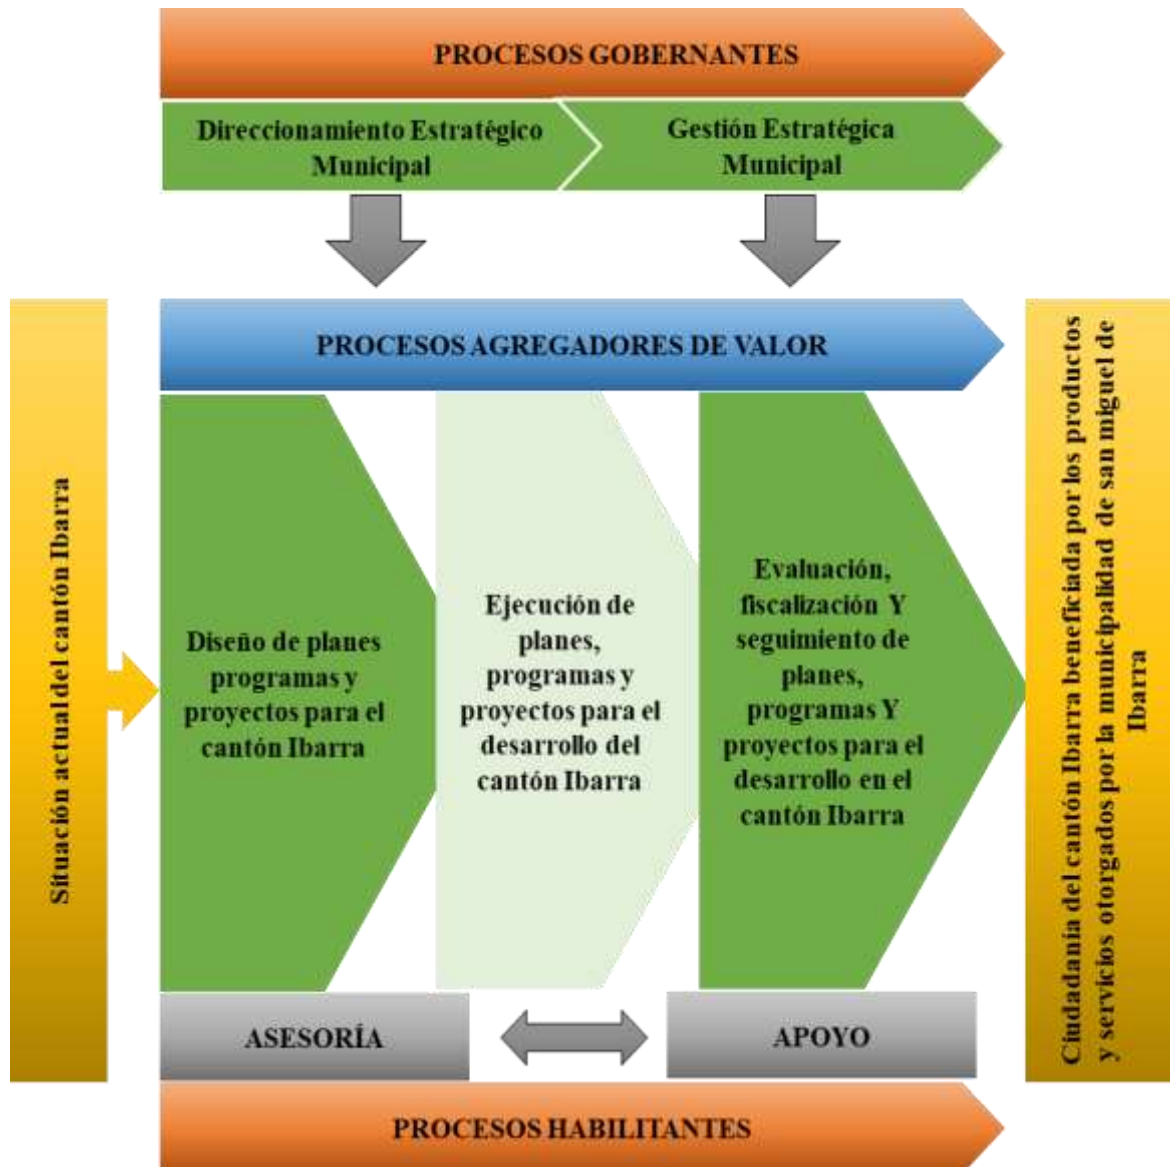 PROCESOS GOBERNANTES
Direccionamiento Estratégico
Municipal
Gestión Estratégica
Municipal
PROCESOS AGREGADORES DE VALOR
Situación actual del cantón Ibarra
Diseño de planes
programas y
proyectos para el
cantón Ibarra
Ejecución de
planes,
programas y
proyectos para el
desarrollo del
cantón Ibarra
Evaluación,
fiscalización Y
seguimiento de
planes,
programas Y
proyectos para el
desarrollo en el
cantón Ibarra
Ciudadanía del cantón Ibarra beneficiada por los productos
y servicios otorgados por la municipalidad de san miguel de
Ibarra
ASESORÍA
APOYO
PROCESOS HABILITANTES